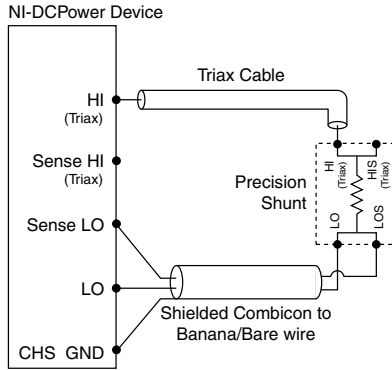 NI-DCPower Device
Triax Cable
HI
(Triax)
Sense HI
(Triax)
HI
(Triax)
HIS
(Triax)
Precision
Shunt
Sense LO
LO
LOS
LO
Shielded Combicon to
Banana/Bare wire
CHS GND